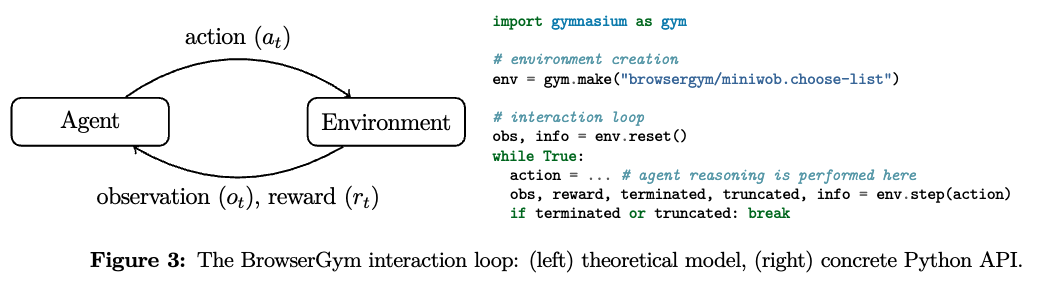 action (aₜ)
Agent
Environment
observation (oₜ), reward (rₜ)
import gymnasium as gym
# environment creation
env = gym.make("browsergym/miniwob.choose-list")
# interaction loop
obs, info = env.reset()
while True:
  action = ... # agent reasoning is performed here
  obs, reward, terminated, truncated, info = env.step(action)
  if terminated or truncated: break
Figure 3: The BrowserGym interaction loop: (left) theoretical model, (right) concrete Python API.